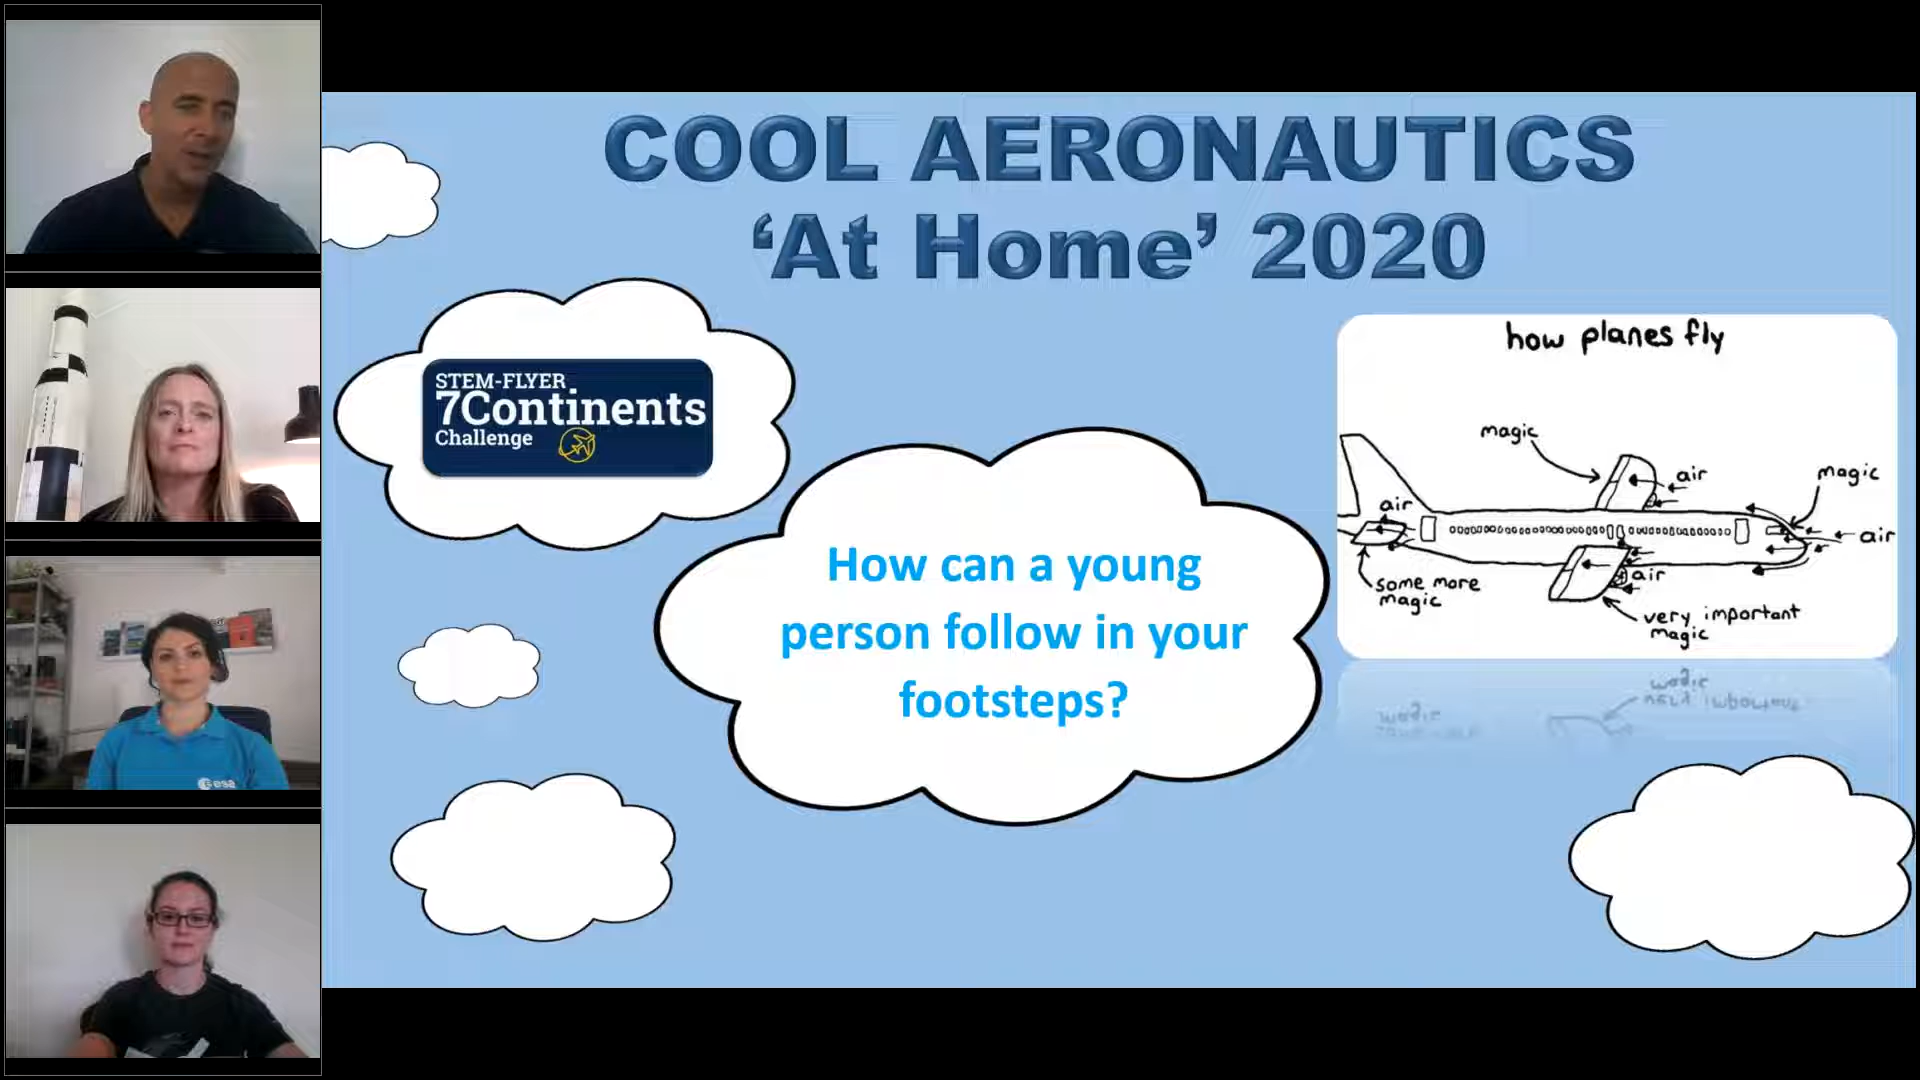 COOL AERONAUTICS
‘At Home’ 2020
STEM-FLYER
7Continents
Challenge
How can a young
person follow in your
footsteps?
how planes fly
magic
air
magic
air
air
some more
magic
air
very important
magic
esa